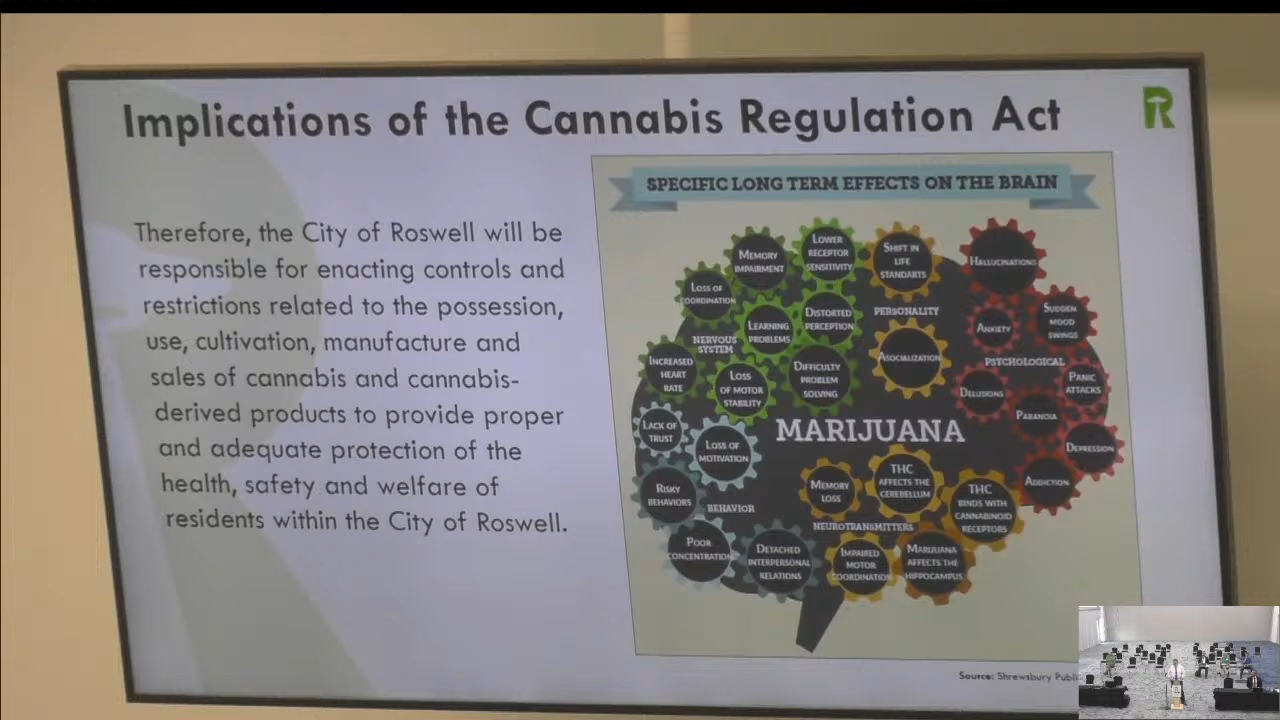 Implications of the Cannabis Regulation Act
R
Therefore, the City of Roswell will be
responsible for enacting controls and
restrictions related to the possession,
use, cultivation, manufacture and
sales of cannabis and cannabis-
derived products to provide proper
and adequate protection of the
health, safety and welfare of
residents within the City of Roswell.
SPECIFIC LONG TERM EFFECTS ON THE BRAIN
MEMORY
IMPAIRMENT
LOWER
RECEPTOR
SENSITIVITY
LOSS OF
COORDINATION
LEARNING
PROBLEMS
DISTORTED
PERCEPTION
NERVOUS
SYSTEM
INCREASED
HEART
RATE
LOSS
OF MOTOR
STABILITY
DIFFICULTY
PROBLEM
SOLVING
SHIFT IN
LIFE
STANDARTS
PERSONALITY
ASOCIALIZATION
HALLUCINATIONS
ANXIETY
SUDDEN
MOOD
SWINGS
PSYCHOLOGICAL
DELUSIONS
PANIC
ATTACKS
PARANOIA
DEPRESSION
ADDICTION
MARIJUANA
LACK OF
TRUST
LOSS OF
MOTIVATION
RISKY
BEHAVIORS
BEHAVIOR
POOR
CONCENTRATION
DETACHED
INTERPERSONAL
RELATIONS
MEMORY
LOSS
THC
AFFECTS THE
CEREBELLUM
THC
BINDS WITH
CANNABINOID
RECEPTORS
NEUROTRANSMITTERS
IMPAIRED
MOTOR
COORDINATION
MARIJUANA
AFFECTS THE
HIPPOCAMPUS
Source: Shrewsbury